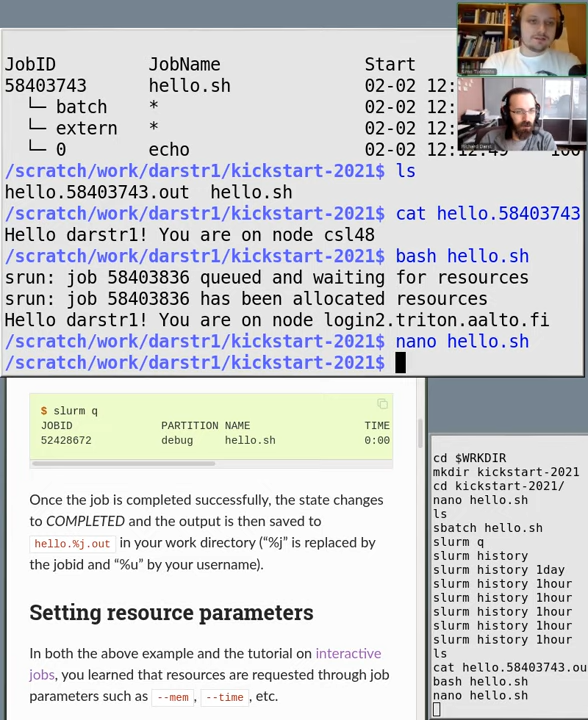 JobID JobName Start
58403743 hello.sh 02-02 12:
└─ batch * 02-02 12:
└─ extern * 02-02 12:
└─ 0 echo 02-02 12:12:49
/scratch/work/darstr1/kickstart-2021$ ls
hello.58403743.out hello.sh
/scratch/work/darstr1/kickstart-2021$ cat hello.58403743
Hello darstr1! You are on node csl48
/scratch/work/darstr1/kickstart-2021$ bash hello.sh
srun: job 58403836 queued and waiting for resources
srun: job 58403836 has been allocated resources
Hello darstr1! You are on node login2.triton.aalto.fi
/scratch/work/darstr1/kickstart-2021$ nano hello.sh
/scratch/work/darstr1/kickstart-2021$
$ slurm q
JOBID PARTITION NAME TIME
52428672 debug hello.sh 0:00
Once the job is completed successfully, the state changes
to COMPLETED and the output is then saved to
hello.%j.out in your work directory (“%j” is replaced by
the jobid and “%u” by your username).
Setting resource parameters
In both the above example and the tutorial on interactive
jobs, you learned that resources are requested through job
parameters such as --mem, --time, etc.
cd $WRKDIR
mkdir kickstart-2021
cd kickstart-2021/
nano hello.sh
ls
sbatch hello.sh
slurm q
slurm history
slurm history 1day
slurm history 1hour
slurm history 1hour
slurm history 1hour
slurm history 1hour
slurm history 1hour
ls
cat hello.58403743.ou
bash hello.sh
nano hello.sh